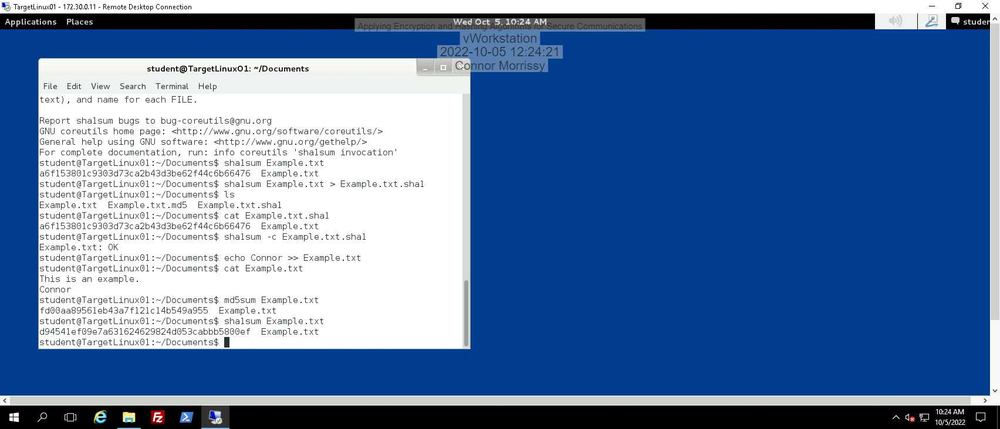 TargetLinux01 - 172.30.0.11 - Remote Desktop Connection
Applications Places Wed Oct 5, 10:24 AM studen
Applying Encryption and Hashing Algorithms for Secure Communications
vWorkstation
2022-10-05 12:24:21
Connor Morrissy
student@TargetLinux01: ~/Documents
File Edit View Search Terminal Help
text), and name for each FILE.
Report sha1sum bugs to bug-coreutils@gnu.org
GNU coreutils home page: <http://www.gnu.org/software/coreutils/>
General help using GNU software: <http://www.gnu.org/gethelp/>
For complete documentation, run: info coreutils 'sha1sum invocation'
student@TargetLinux01:~/Documents$ sha1sum Example.txt
a6f153801c9303d73ca2b43d3be62f44c6b66476  Example.txt
student@TargetLinux01:~/Documents$ sha1sum Example.txt > Example.txt.sha1
student@TargetLinux01:~/Documents$ ls
Example.txt  Example.txt.md5  Example.txt.sha1
student@TargetLinux01:~/Documents$ cat Example.txt.sha1
a6f153801c9303d73ca2b43d3be62f44c6b66476  Example.txt
student@TargetLinux01:~/Documents$ sha1sum -c Example.txt.sha1
Example.txt: OK
student@TargetLinux01:~/Documents$ echo Connor >> Example.txt
student@TargetLinux01:~/Documents$ cat Example.txt
This is an example.
Connor
student@TargetLinux01:~/Documents$ md5sum Example.txt
fd00aa89561eb43a7f121c14b549a955  Example.txt
student@TargetLinux01:~/Documents$ sha1sum Example.txt
d94541ef09e7a631624629824d053cabbb5800ef  Example.txt
student@TargetLinux01:~/Documents$
10:24 AM
10/5/2022